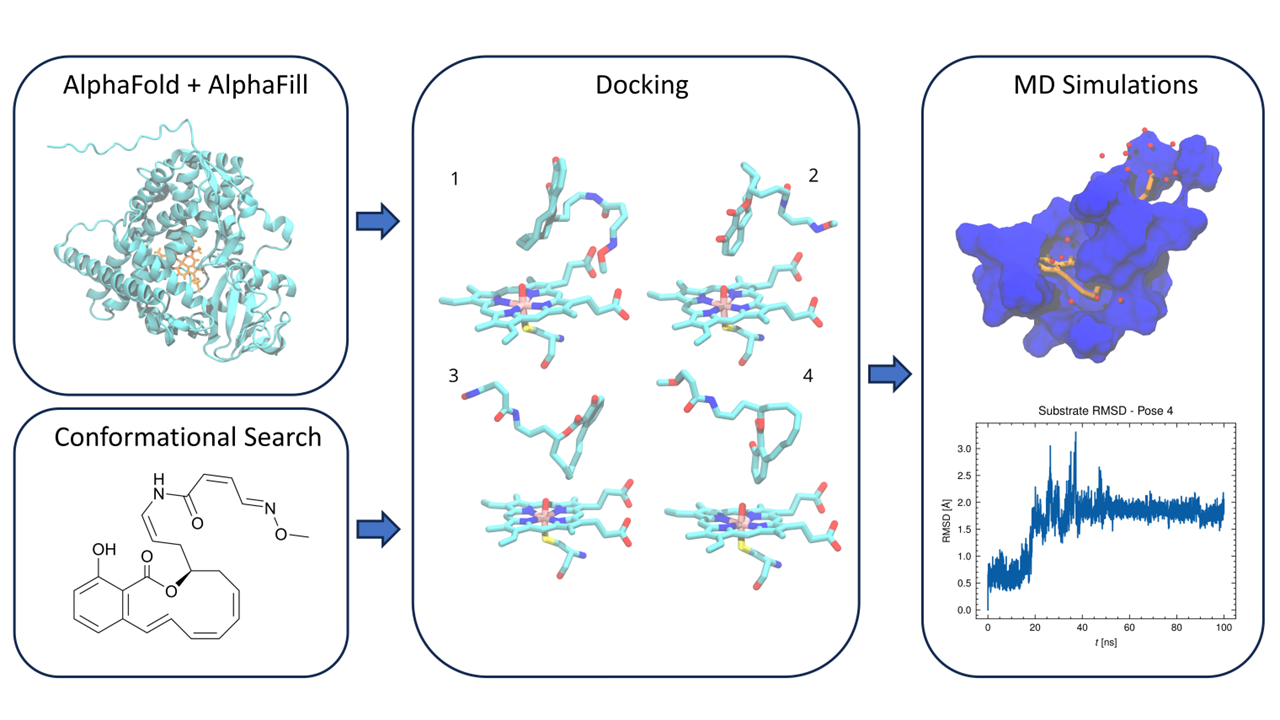 AlphaFold + AlphaFill
Conformational Search
H
N
O
N
O
OH
O
O
Docking
1
2
3
4
MD Simulations
Substrate RMSD - Pose 4
RMSD [Å]
3.0
2.5
2.0
1.5
1.0
0.5
0.0
0 20 40 60 80 100
t [ns]